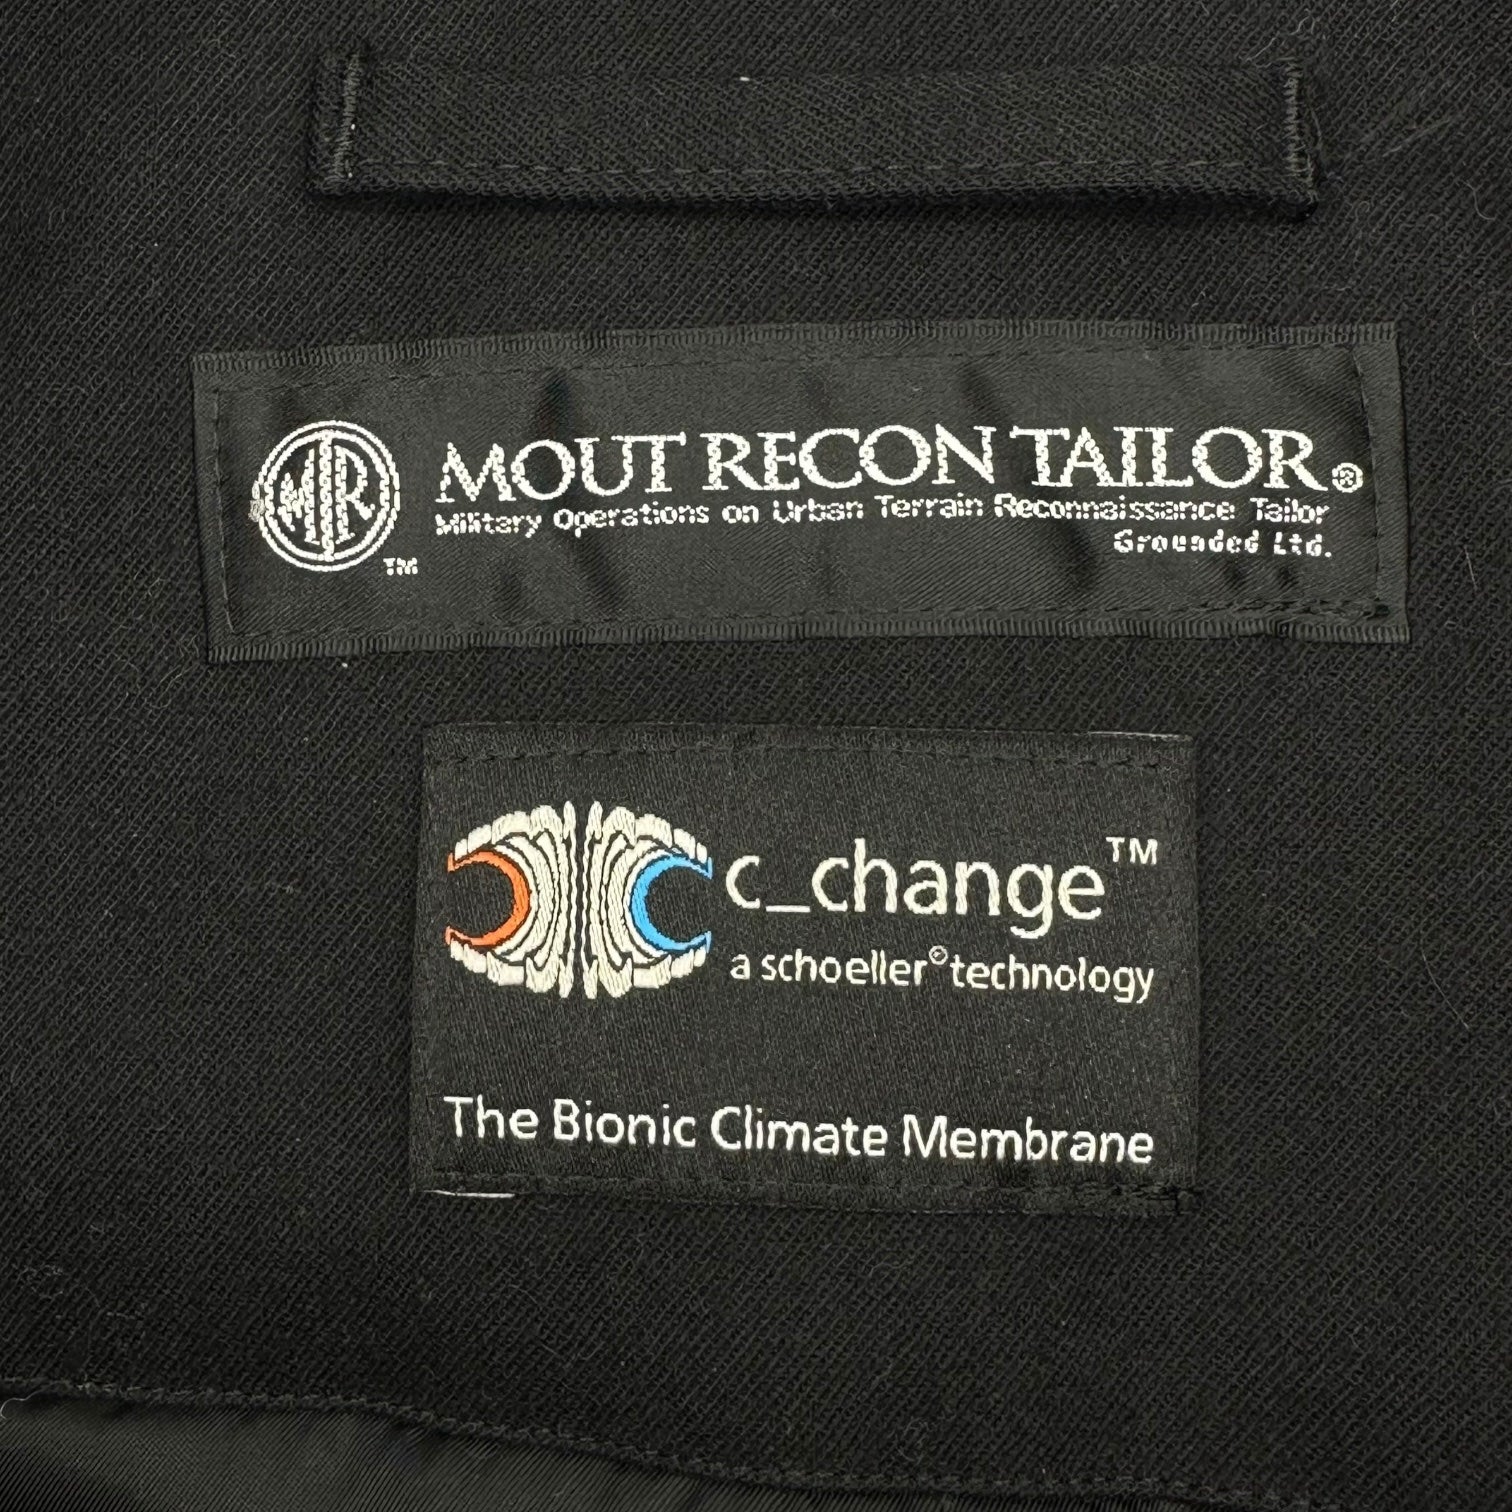 MJR
TM
MOUT RECON TAILOR®
Military Operations on Urban Terrain Reconnaissance Tailor
Grounded Ltd.
c_change™
a schoeller® technology
The Bionic Climate Membrane